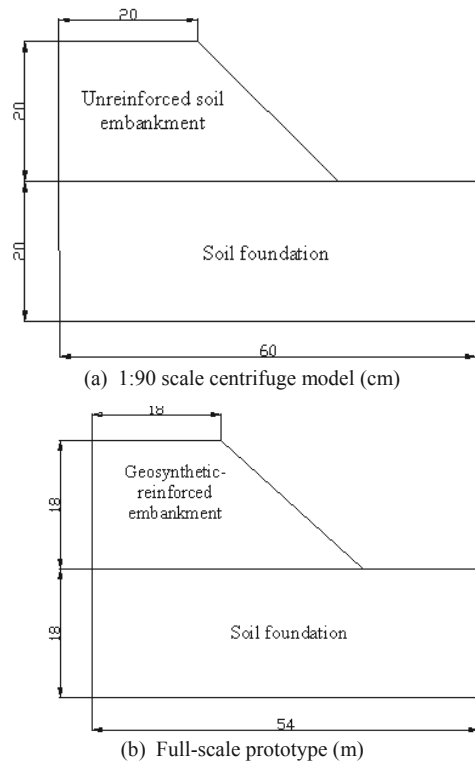 20
20
Unreinforced soil
embankment
20
Soil foundation
60
(a) 1:90 scale centrifuge model (cm)
18
18
Geosynthetic-
reinforced
embankment
18
Soil foundation
54
(b) Full-scale prototype (m)